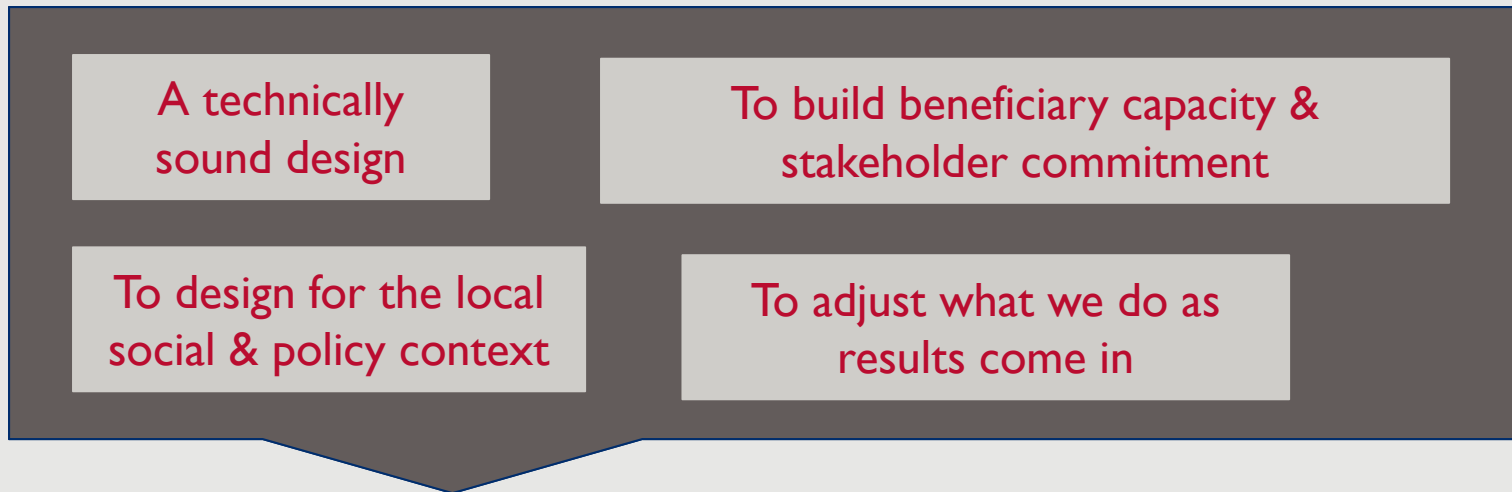 A technically
sound design
To build beneficiary capacity &
stakeholder commitment
To design for the local
social & policy context
To adjust what we do as
results come in